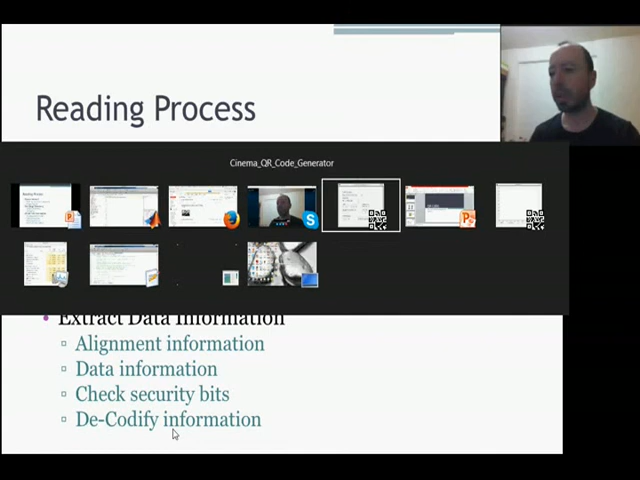 Reading Process
Cinema_QR_Code_Generator
Extract Data Information
Alignment information
Data information
Check security bits
De-Codify information